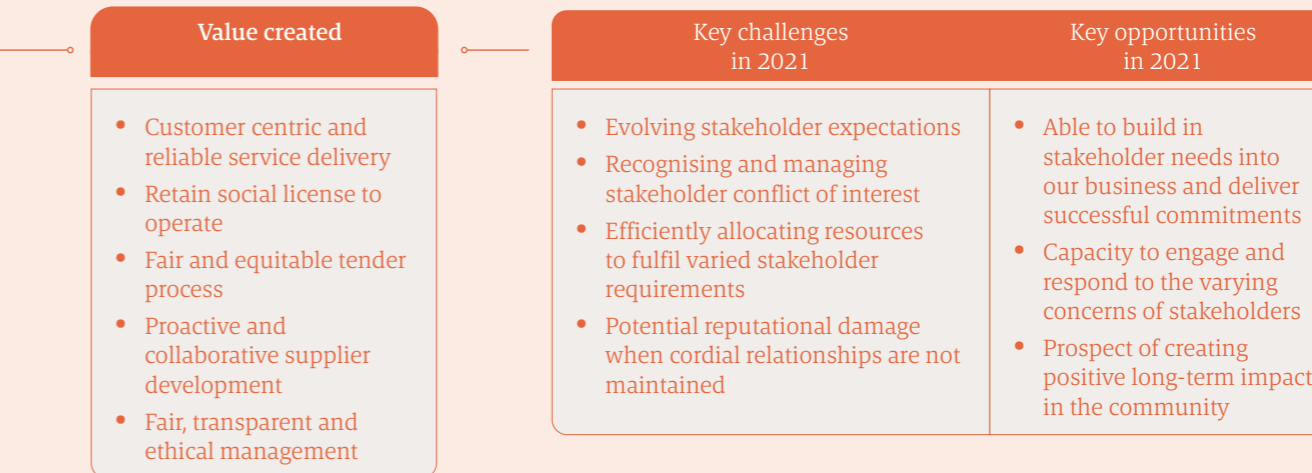 Value created
• Customer centric and
reliable service delivery
• Retain social license to
operate
• Fair and equitable tender
process
• Proactive and
collaborative supplier
development
• Fair, transparent and
ethical management
Key challenges
in 2021
• Evolving stakeholder expectations
• Recognising and managing
stakeholder conflict of interest
• Efficiently allocating resources
to fulfil varied stakeholder
requirements
• Potential reputational damage
when cordial relationships are not
maintained
Key opportunities
in 2021
• Able to build in
stakeholder needs into
our business and deliver
successful commitments
• Capacity to engage and
respond to the varying
concerns of stakeholders
• Prospect of creating
positive long-term impact
in the community